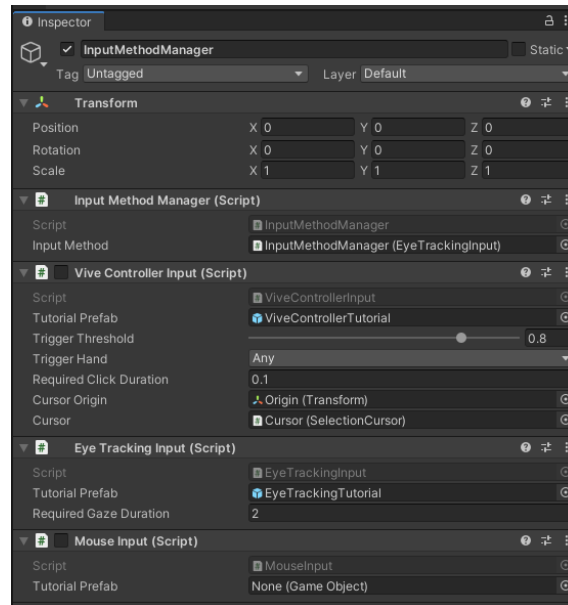 Inspector
InputMethodManager Static
Tag Untagged Layer Default
Transform
Position X 0 Y 0 Z 0
Rotation X 0 Y 0 Z 0
Scale X 1 Y 1 Z 1
# Input Method Manager (Script)
Script InputMethodManager
Input Method InputMethodManager (EyeTrackingInput)
# Vive Controller Input (Script)
Script ViveControllerInput
Tutorial Prefab ViveControllerTutorial
Trigger Threshold 0.8
Trigger Hand Any
Required Click Duration 0.1
Cursor Origin Origin (Transform)
Cursor Cursor (SelectionCursor)
# Eye Tracking Input (Script)
Script EyeTrackingInput
Tutorial Prefab EyeTrackingTutorial
Required Gaze Duration 2
# Mouse Input (Script)
Script MouseInput
Tutorial Prefab None (Game Object)